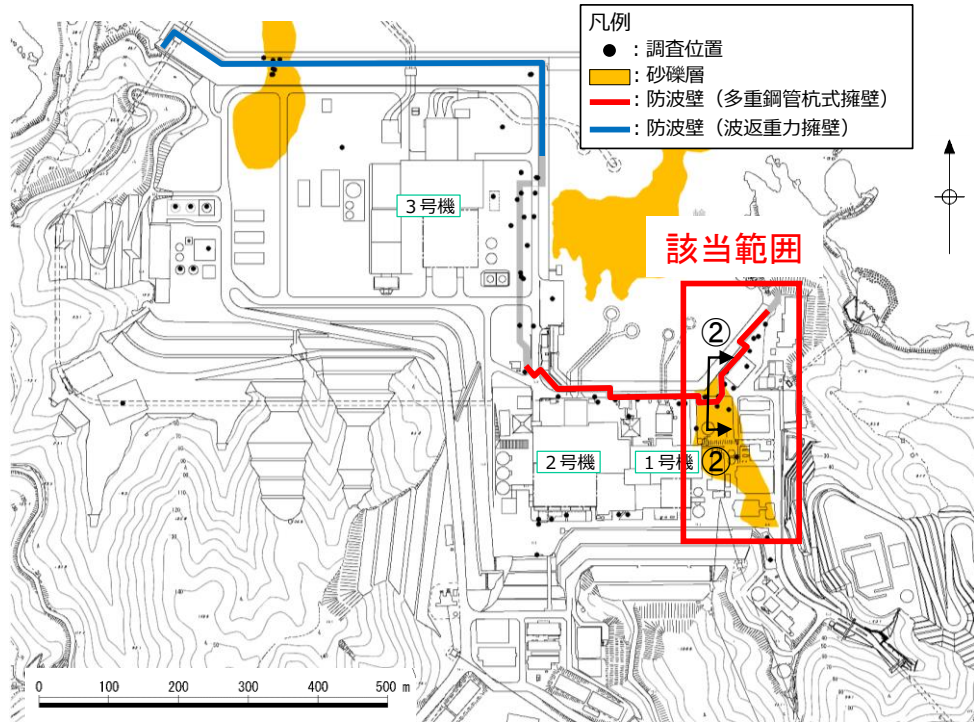 凡例
● : 調査位置
: 砂礫層
: 防波壁（多重鋼管杭式擁壁）
: 防波壁（波返重力擁壁）
３号機
該当範囲
②
２号機
１号機
②
0 100 200 300 400 500 m